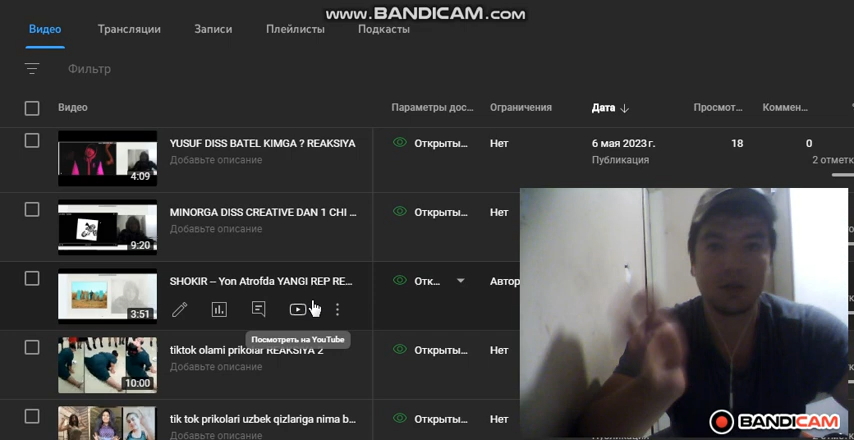 www.BANDICAM.com
Видео Трансляции Записи Плейлисты Подкасты
Фильтр
Видео Параметры дос... Ограничения Дата Просмот... Коммен...
YUSUF DISS BATEL KIMGA ? REAKSIYA Открыты... Нет 6 мая 2023 г. 18 0
Добавьте описание Публикация 2 отметк
4:09
MINORGA DISS CREATIVE DAN 1 CHI ... Открыты... Нет
Добавьте описание
9:20
SHOKIR – Yon Atrofda YANGI REP RE... Отк... Автор
3:51
Посмотреть на YouTube
tiktok olami prikolar REAKSIYA 2 Открыты... Нет
Добавьте описание
10:00
tik tok prikolari uzbek qizlariga nima b... Открыты... Нет
Добавьте описание
BANDICAM